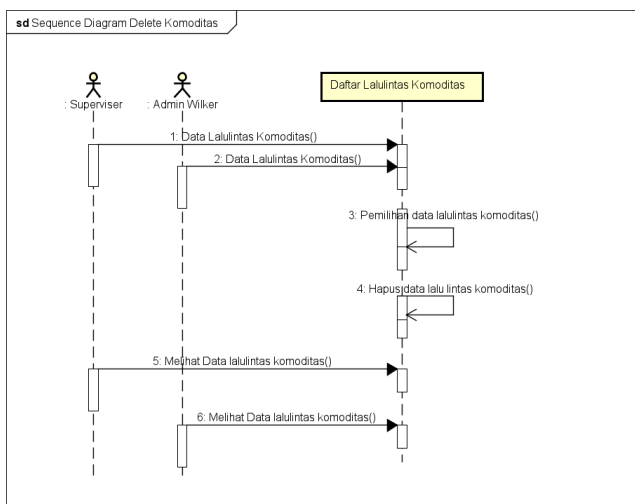 sd Sequence Diagram Delete Komoditas
: Superviser
: Admin Wilker
Daftar Lalulintas Komoditas
1: Data Lalulintas Komoditas()
2: Data Lalulintas Komoditas()
3: Pemilihan data lalulintas komoditas()
4: Hapus data lalu lintas komoditas()
5: Melihat Data lalulintas komoditas()
6: Melihat Data lalulintas komoditas()